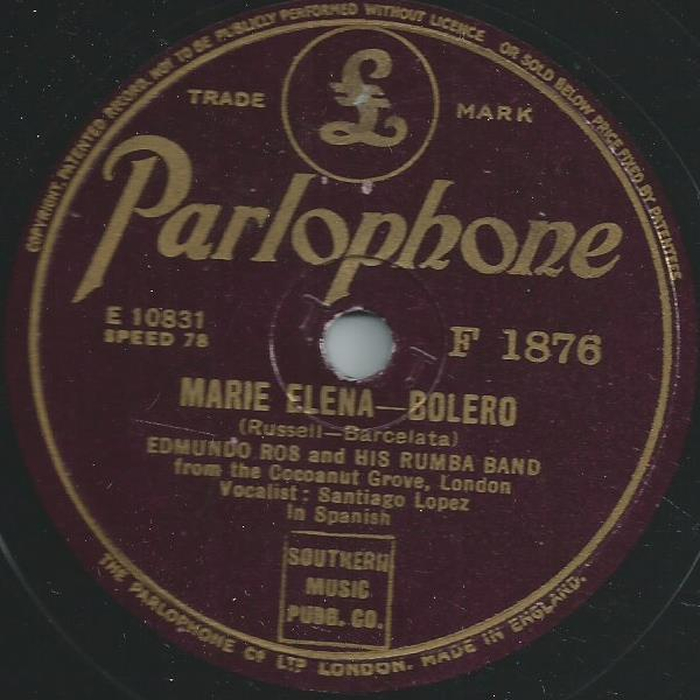 COPYRIGHT. PATENTED RECORD. NOT TO BE PUBLICLY PERFORMED WITHOUT LICENCE OR SOLD BELOW PRICE FIXED BY PATENTEES
TRADE £ MARK
Parlophone
E 10831
SPEED 78
F 1876
MARIE ELENA—BOLERO
(Russell—Barcelata)
EDMUNDO ROS and HIS RUMBA BAND
from the Cocoanut Grove, London
Vocalist: Santiago Lopez
In Spanish
SOUTHERN
MUSIC
PUBG. CO.
THE PARLOPHONE Cº LTD LONDON. MADE IN ENGLAND.